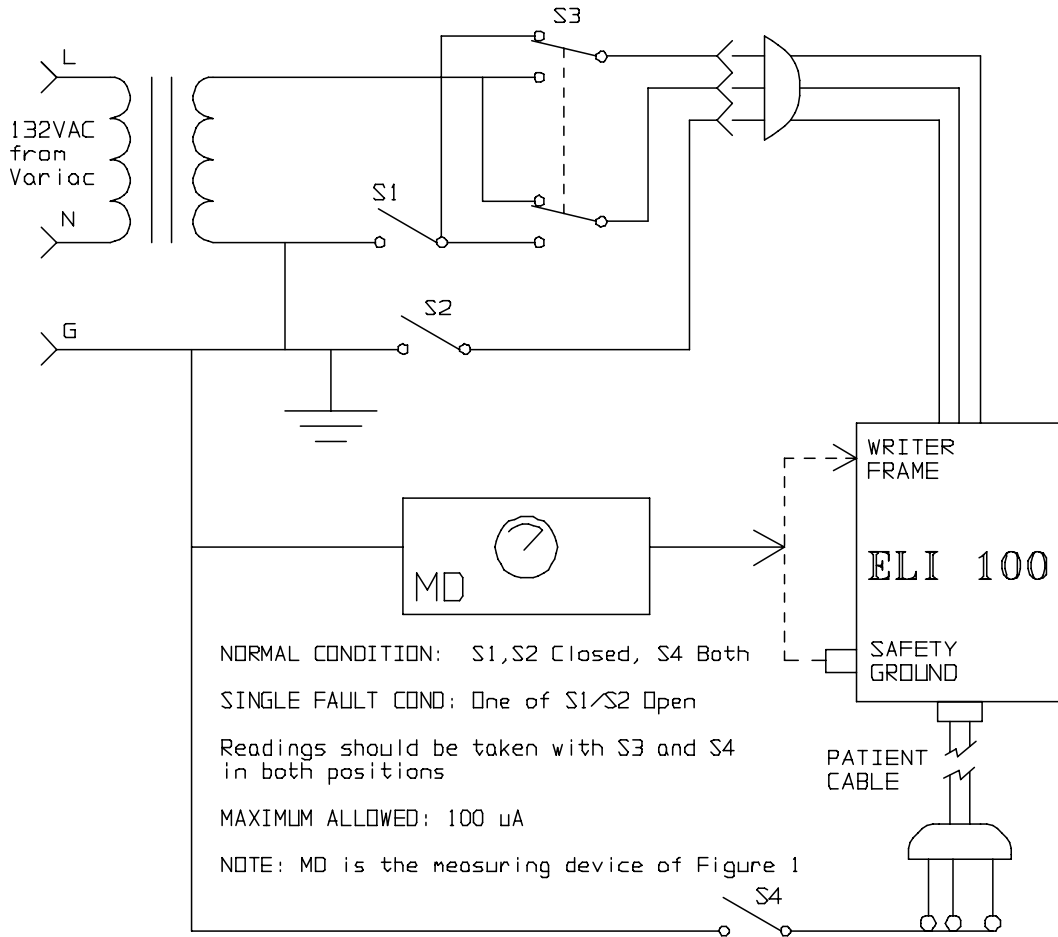 S3
L
132VAC
from
Variac
N
S1
G
S2
WRITER
FRAME
ELI 100
MD
SAFETY
GROUND
NORMAL CONDITION: S1,S2 Closed, S4 Both
SINGLE FAULT COND: One of S1/S2 Open
Readings should be taken with S3 and S4
in both positions
MAXIMUM ALLOWED: 100 uA
NOTE: MD is the measuring device of Figure 1
PATIENT
CABLE
S4